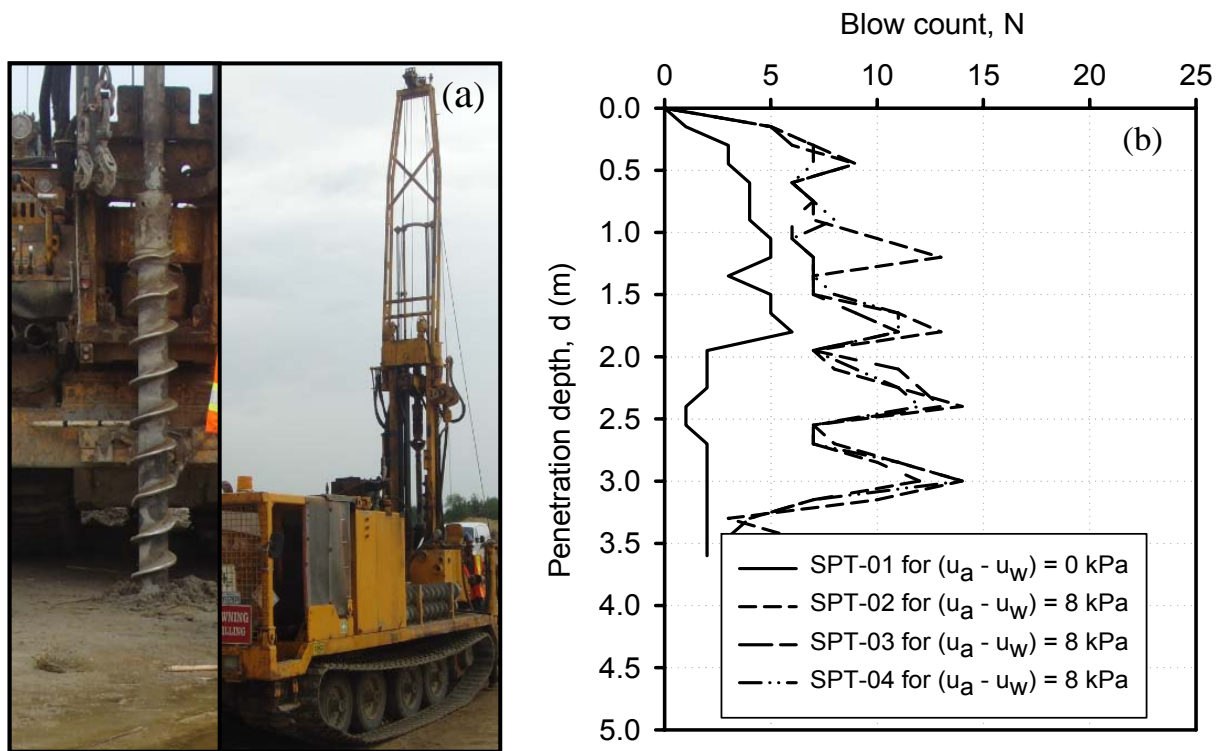 (a)
WNING
ILLING
Blow count, N
0 5 10 15 20 25
(b)
Penetration depth, d (m)
0.0
0.5
1.0
1.5
2.0
2.5
3.0
3.5
4.0
4.5
5.0
SPT-01 for (ua - uw) = 0 kPa
SPT-02 for (ua - uw) = 8 kPa
SPT-03 for (ua - uw) = 8 kPa
SPT-04 for (ua - uw) = 8 kPa